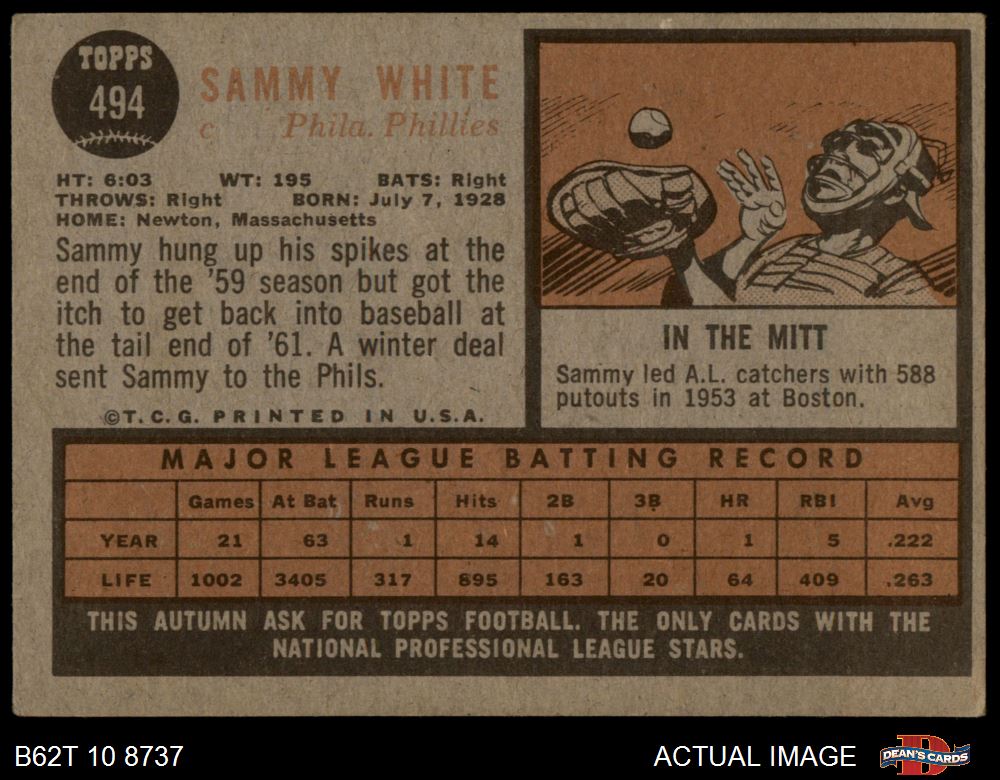 TOPPS
494
SAMMY WHITE
c Phila. Phillies
HT: 6:03 WT: 195 BATS: Right
THROWS: Right BORN: July 7, 1928
HOME: Newton, Massachusetts
Sammy hung up his spikes at the
end of the '59 season but got the
itch to get back into baseball at
the tail end of '61. A winter deal
sent Sammy to the Phils.
©T.C.G. PRINTED IN U.S.A.
IN THE MITT
Sammy led A.L. catchers with 588
putouts in 1953 at Boston.
MAJOR LEAGUE BATTING RECORD
Games At Bat Runs Hits 2B 3B HR RBI Avg
YEAR 21 63 1 14 1 0 1 5 .222
LIFE 1002 3405 317 895 163 20 64 409 .263
THIS AUTUMN ASK FOR TOPPS FOOTBALL. THE ONLY CARDS WITH THE
NATIONAL PROFESSIONAL LEAGUE STARS.
B62T 10 8737 ACTUAL IMAGE DEAN'S CARDS